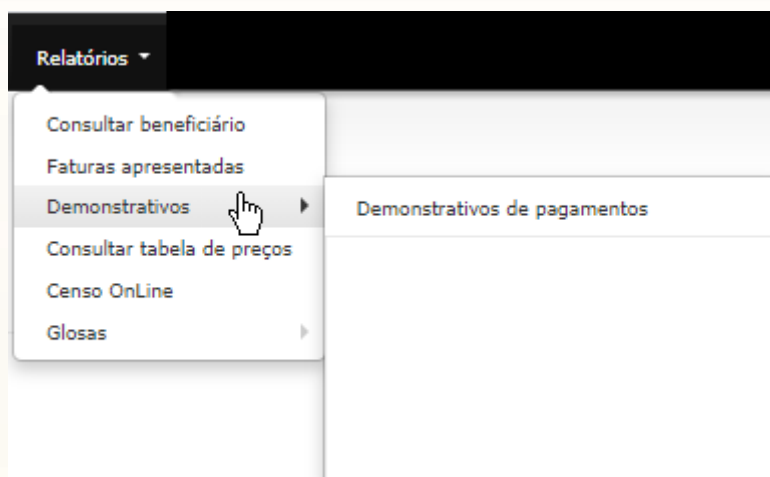 Relatórios
Consultar beneficiário
Faturas apresentadas
Demonstrativos
Demonstrativos de pagamentos
Consultar tabela de preços
Censo OnLine
Glosas